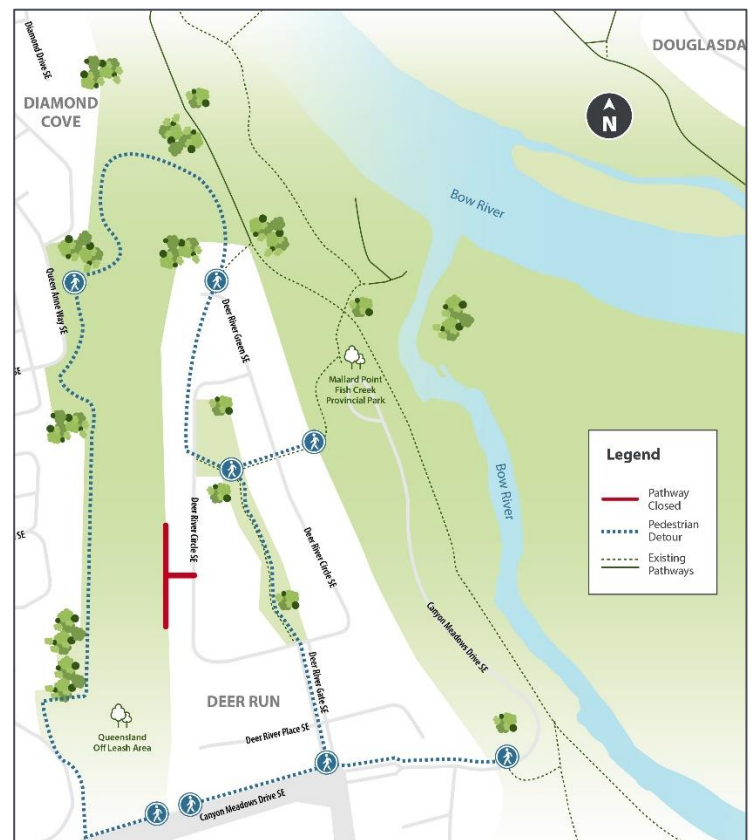 Diamond Drive SE
DIAMOND
COVE
DOUGLASDA
N
Bow River
Queen Anne Way SE
Deer River Green SE
Mallard Point
Fish Creek
Provincial Park
SE
Legend
Pathway
Closed
Pedestrian
Detour
Existing
Pathways
Bow River
Deer River Circle SE
Deer River Circle SE
SE
Canyon Meadows Drive SE
Deer River Gate SE
DEER RUN
Queensland
Off Leash Area
Deer River Place SE
Canyon Meadows Drive SE